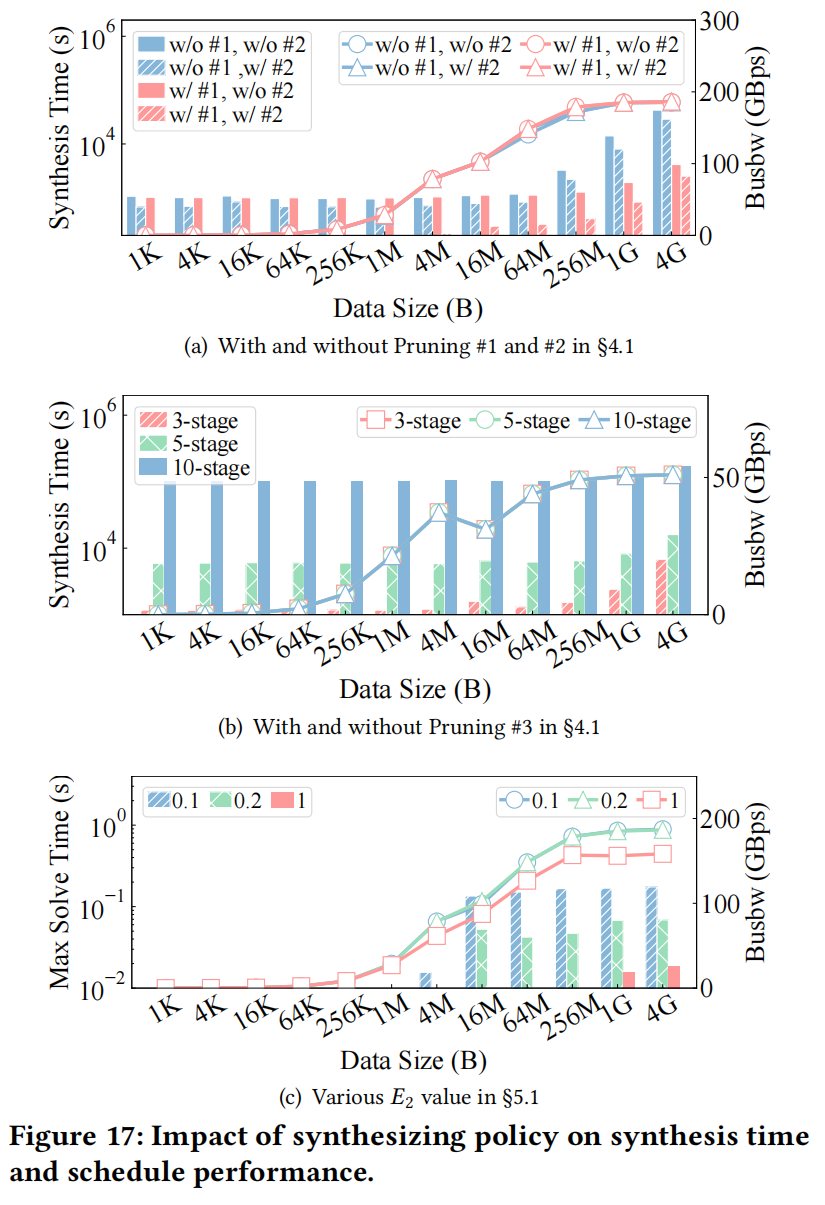 Synthesis Time (s)
10^6
10^4
w/o #1, w/o #2
w/o #1 ,w/ #2
w/ #1, w/o #2
w/ #1, w/ #2
w/o #1, w/o #2 w/ #1, w/o #2
w/o #1, w/ #2 w/ #1, w/ #2
300
200
100
0
Busbw (GBps)
1K 4K 16K 64K 256K 1M 4M 16M 64M 256M 1G 4G
Data Size (B)
(a) With and without Pruning #1 and #2 in §4.1
Synthesis Time (s)
10^6
10^4
3-stage
5-stage
10-stage
3-stage 5-stage 10-stage
50
0
Busbw (GBps)
1K 4K 16K 64K 256K 1M 4M 16M 64M 256M 1G 4G
Data Size (B)
(b) With and without Pruning #3 in §4.1
Max Solve Time (s)
10^0
10^-1
10^-2
0.1 0.2 1
0.1 0.2 1
200
100
0
Busbw (GBps)
1K 4K 16K 64K 256K 1M 4M 16M 64M 256M 1G 4G
Data Size (B)
(c) Various E2 value in §5.1
Figure 17: Impact of synthesizing policy on synthesis time
and schedule performance.